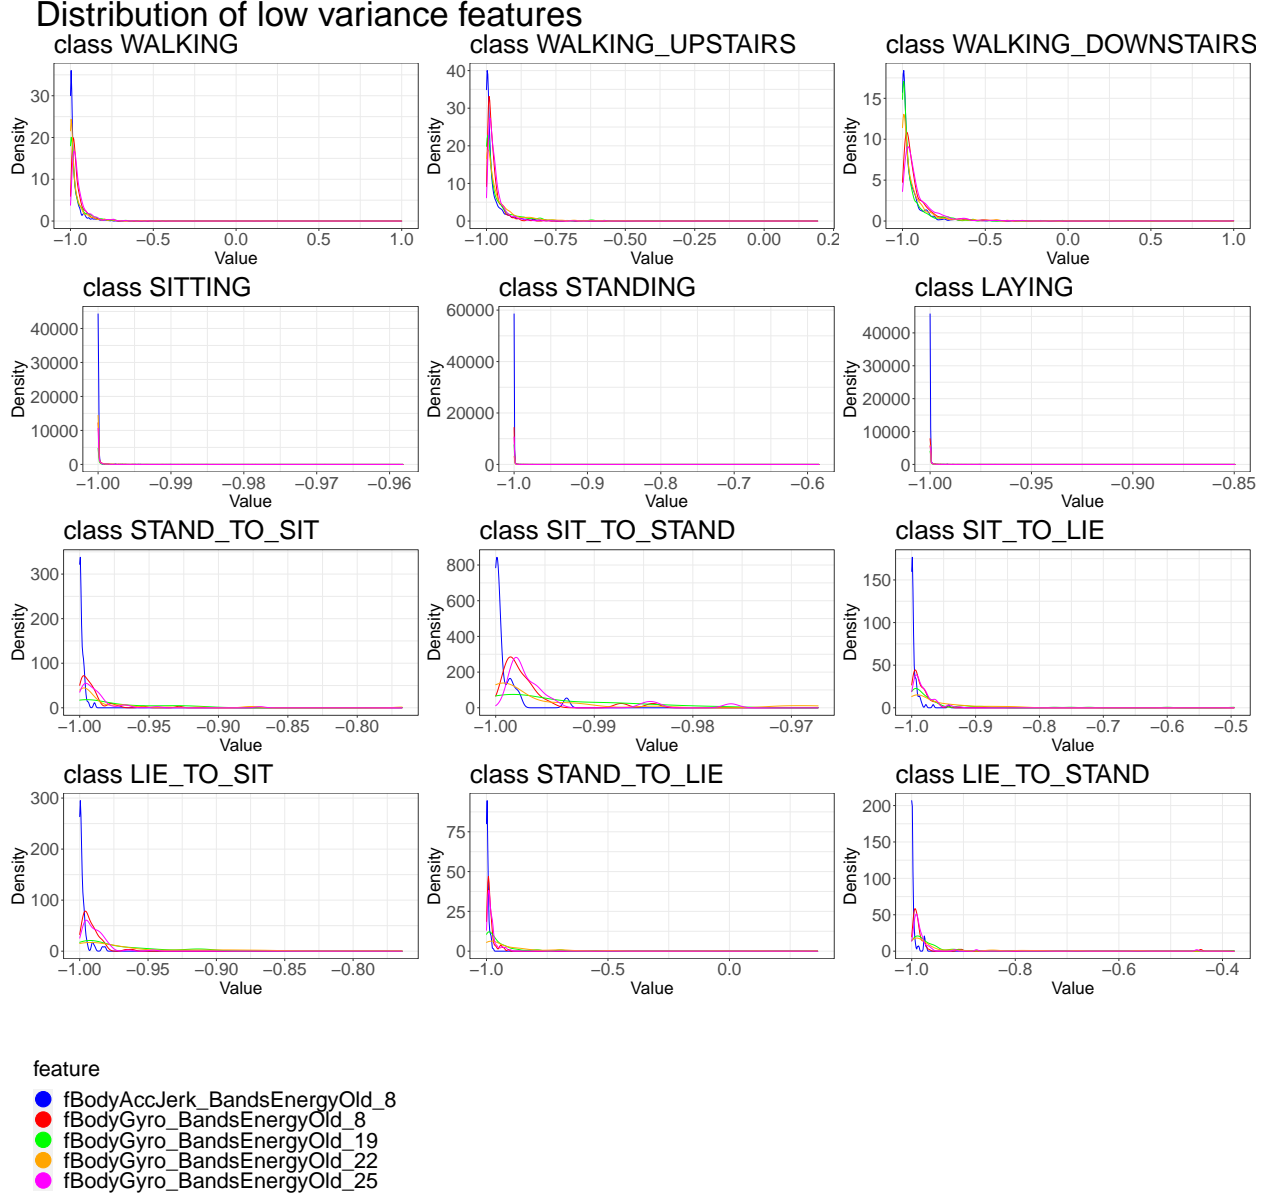 Distribution of low variance features
class WALKING
class WALKING_UPSTAIRS
class WALKING_DOWNSTAIRS
Density
0
10
20
30
−1.0
−0.5
0.0
0.5
1.0
Value
Density
0
10
20
30
40
−1.00
−0.75
−0.50
−0.25
0.00
0.2
Value
Density
0
5
10
15
−1.0
−0.5
0.0
0.5
1.0
Value
class SITTING
class STANDING
class LAYING
Density
0
10000
20000
30000
40000
−1.00
−0.99
−0.98
−0.97
−0.96
Value
Density
0
20000
40000
60000
−1.0
−0.9
−0.8
−0.7
−0.6
Value
Density
0
10000
20000
30000
40000
−1.00
−0.95
−0.90
−0.85
Value
class STAND_TO_SIT
class SIT_TO_STAND
class SIT_TO_LIE
Density
0
100
200
300
−1.00
−0.95
−0.90
−0.85
−0.80
Value
Density
0
200
400
600
800
−1.00
−0.99
−0.98
−0.97
Value
Density
0
50
100
150
−1.0
−0.9
−0.8
−0.7
−0.6
−0.5
Value
class LIE_TO_SIT
class STAND_TO_LIE
class LIE_TO_STAND
Density
0
100
200
300
−1.00
−0.95
−0.90
−0.85
−0.80
Value
Density
0
25
50
75
−1.0
−0.5
0.0
Value
Density
0
50
100
150
200
−1.0
−0.8
−0.6
−0.4
Value
feature
fBodyAccJerk_BandsEnergyOld_8
fBodyGyro_BandsEnergyOld_8
fBodyGyro_BandsEnergyOld_19
fBodyGyro_BandsEnergyOld_22
fBodyGyro_BandsEnergyOld_25